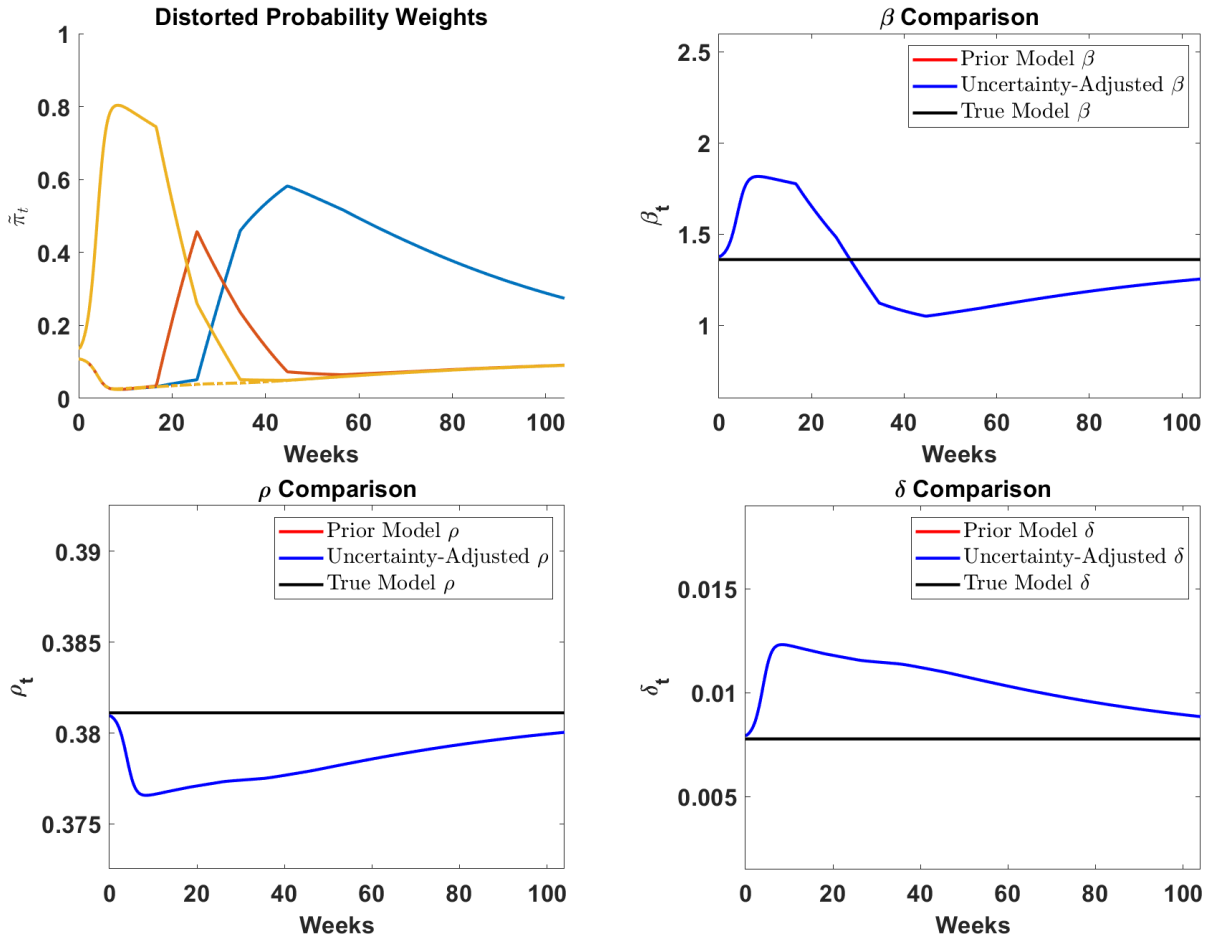 Distorted Probability Weights
1
0.8
0.6
0.4
0.2
0
π̃t
0 20 40 60 80 100
Weeks
β Comparison
Prior Model β
Uncertainty-Adjusted β
True Model β
2.5
2
1.5
1
βt
0 20 40 60 80 100
Weeks
ρ Comparison
Prior Model ρ
Uncertainty-Adjusted ρ
True Model ρ
0.39
0.385
0.38
0.375
ρt
0 20 40 60 80 100
Weeks
δ Comparison
Prior Model δ
Uncertainty-Adjusted δ
True Model δ
0.015
0.01
0.005
δt
0 20 40 60 80 100
Weeks